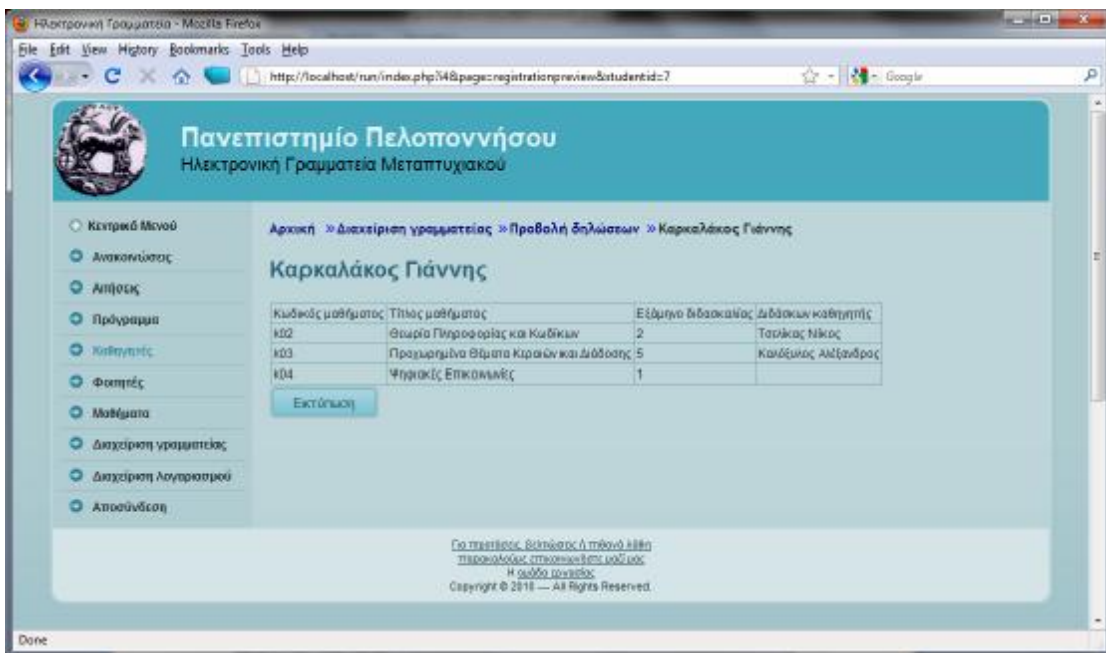 Ηλεκτρονική Γραμματεία - Mozilla Firefox
File Edit View History Bookmarks Tools Help
http://localhost/run/index.php?i4&page=registrationpreview&studentid=7
Google
Πανεπιστημίο Πελοποννήσου
Ηλεκτρονική Γραμματεία Μεταπτυχιακού
Κεντρικό Μενού
Ανακοινώσεις
Αιτήσεις
Πρόγραμμα
Καθηγητές
Φοιτητές
Μαθήματα
Διαχείριση γραμματείας
Διαχείριση λογαριασμού
Αποσύνδεση
Αρχική » Διαχείριση γραμματείας » Προβολή δηλώσεων » Καρκαλάκος Γιάννης
Καρκαλάκος Γιάννης
Κωδικός μαθήματος Τίτλος μαθήματος Εξάμηνο διδασκαλίας Διδάσκων καθηγητής
k02 Θεωρία Πληροφορίας και Κωδίκων 2 Τσελίκας Νίκος
k03 Προχωρημένα Θέματα Κεραιών και Διάδοσης 5 Καλόξυλος Αλέξανδρος
k04 Ψηφιακές Επικοινωνίες 1
Εκτύπωση
Για προτάσεις, βελτιώσεις ή πιθανά λάθη
παρακαλούμε επικοινωνήστε μαζί μας
Η ομάδα εργασίας
Copyright © 2010 — All Rights Reserved.
Done